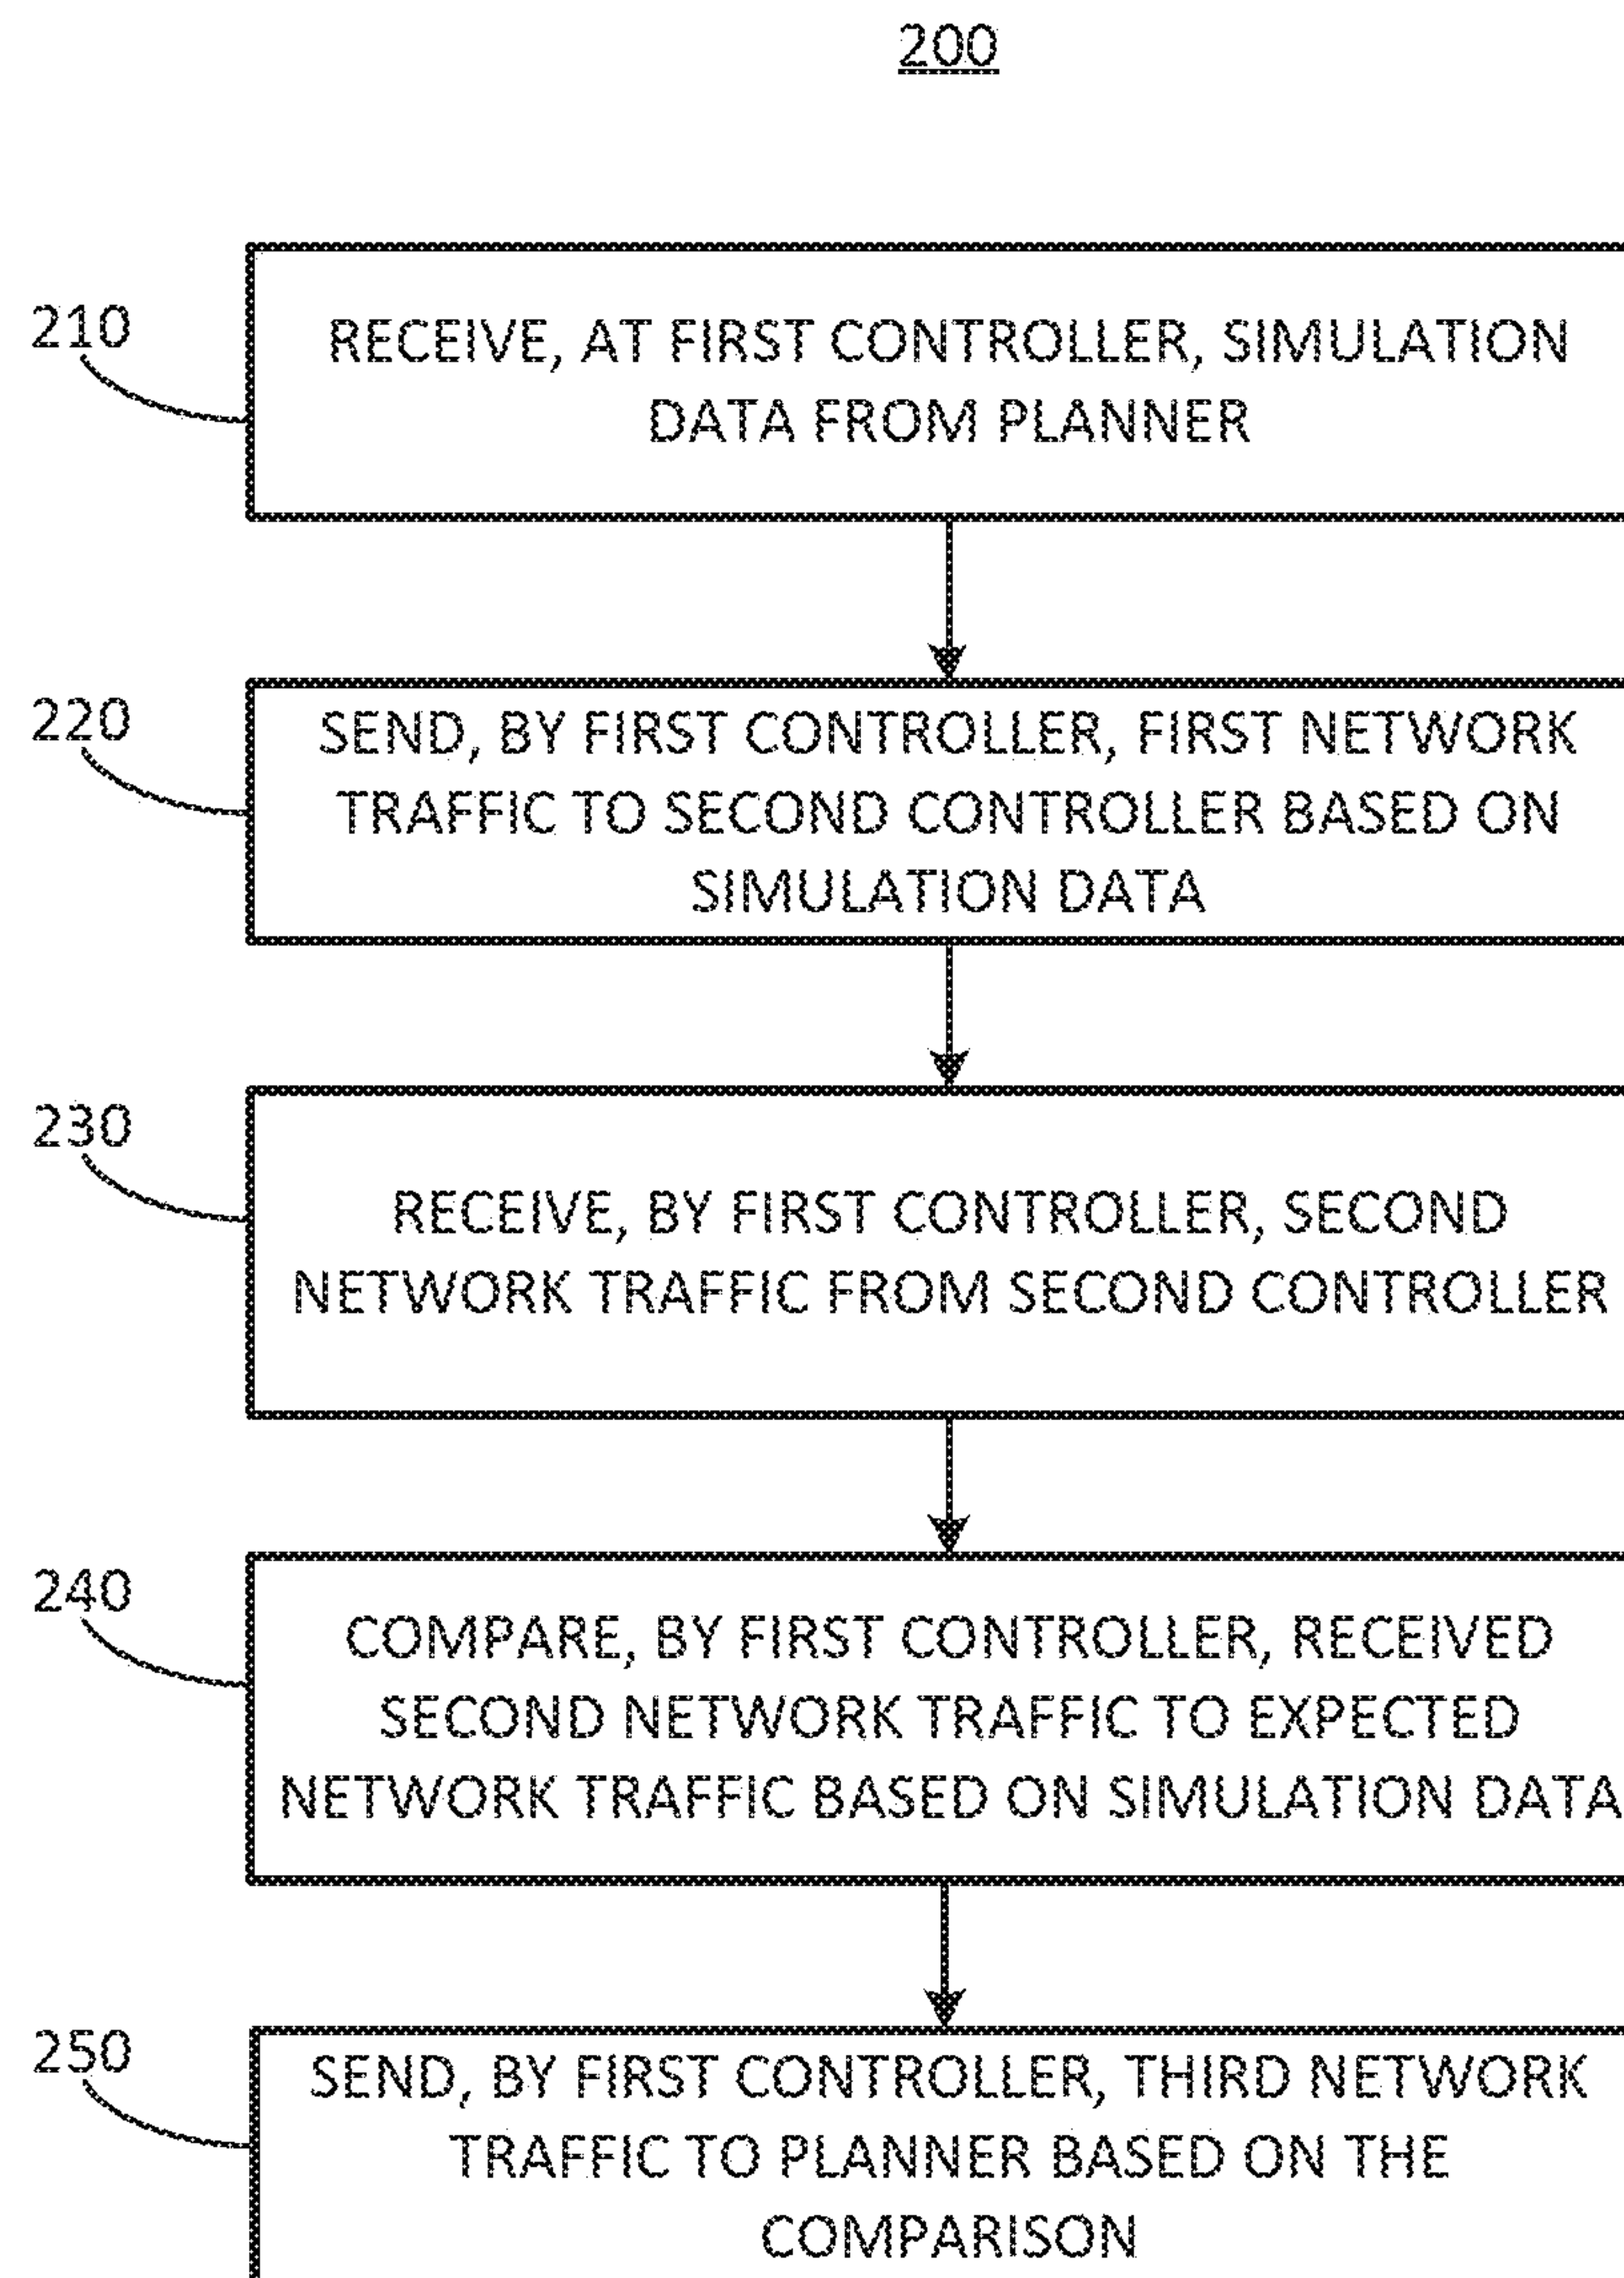 200
210
RECEIVE, AT FIRST CONTROLLER, SIMULATION
DATA FROM PLANNER
220
SEND, BY FIRST CONTROLLER, FIRST NETWORK
TRAFFIC TO SECOND CONTROLLER BASED ON
SIMULATION DATA
230
RECEIVE, BY FIRST CONTROLLER, SECOND
NETWORK TRAFFIC FROM SECOND CONTROLLER
240
COMPARE, BY FIRST CONTROLLER, RECEIVED
SECOND NETWORK TRAFFIC TO EXPECTED
NETWORK TRAFFIC BASED ON SIMULATION DATA
250
SEND, BY FIRST CONTROLLER, THIRD NETWORK
TRAFFIC TO PLANNER BASED ON THE
COMPARISON